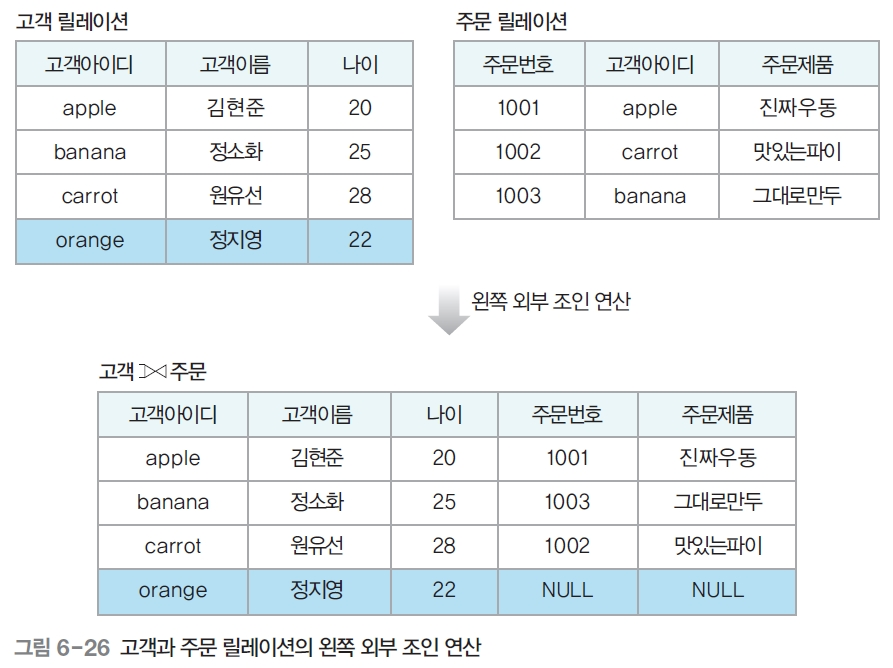 고객 릴레이션
고객아이디 고객이름 나이
apple 김현준 20
banana 정소화 25
carrot 원유선 28
orange 정지영 22
주문 릴레이션
주문번호 고객아이디 주문제품
1001 apple 진짜우동
1002 carrot 맛있는파이
1003 banana 그대로만두
왼쪽 외부 조인 연산
고객 ⟕ 주문
고객아이디 고객이름 나이 주문번호 주문제품
apple 김현준 20 1001 진짜우동
banana 정소화 25 1003 그대로만두
carrot 원유선 28 1002 맛있는파이
orange 정지영 22 NULL NULL
그림 6-26 고객과 주문 릴레이션의 왼쪽 외부 조인 연산